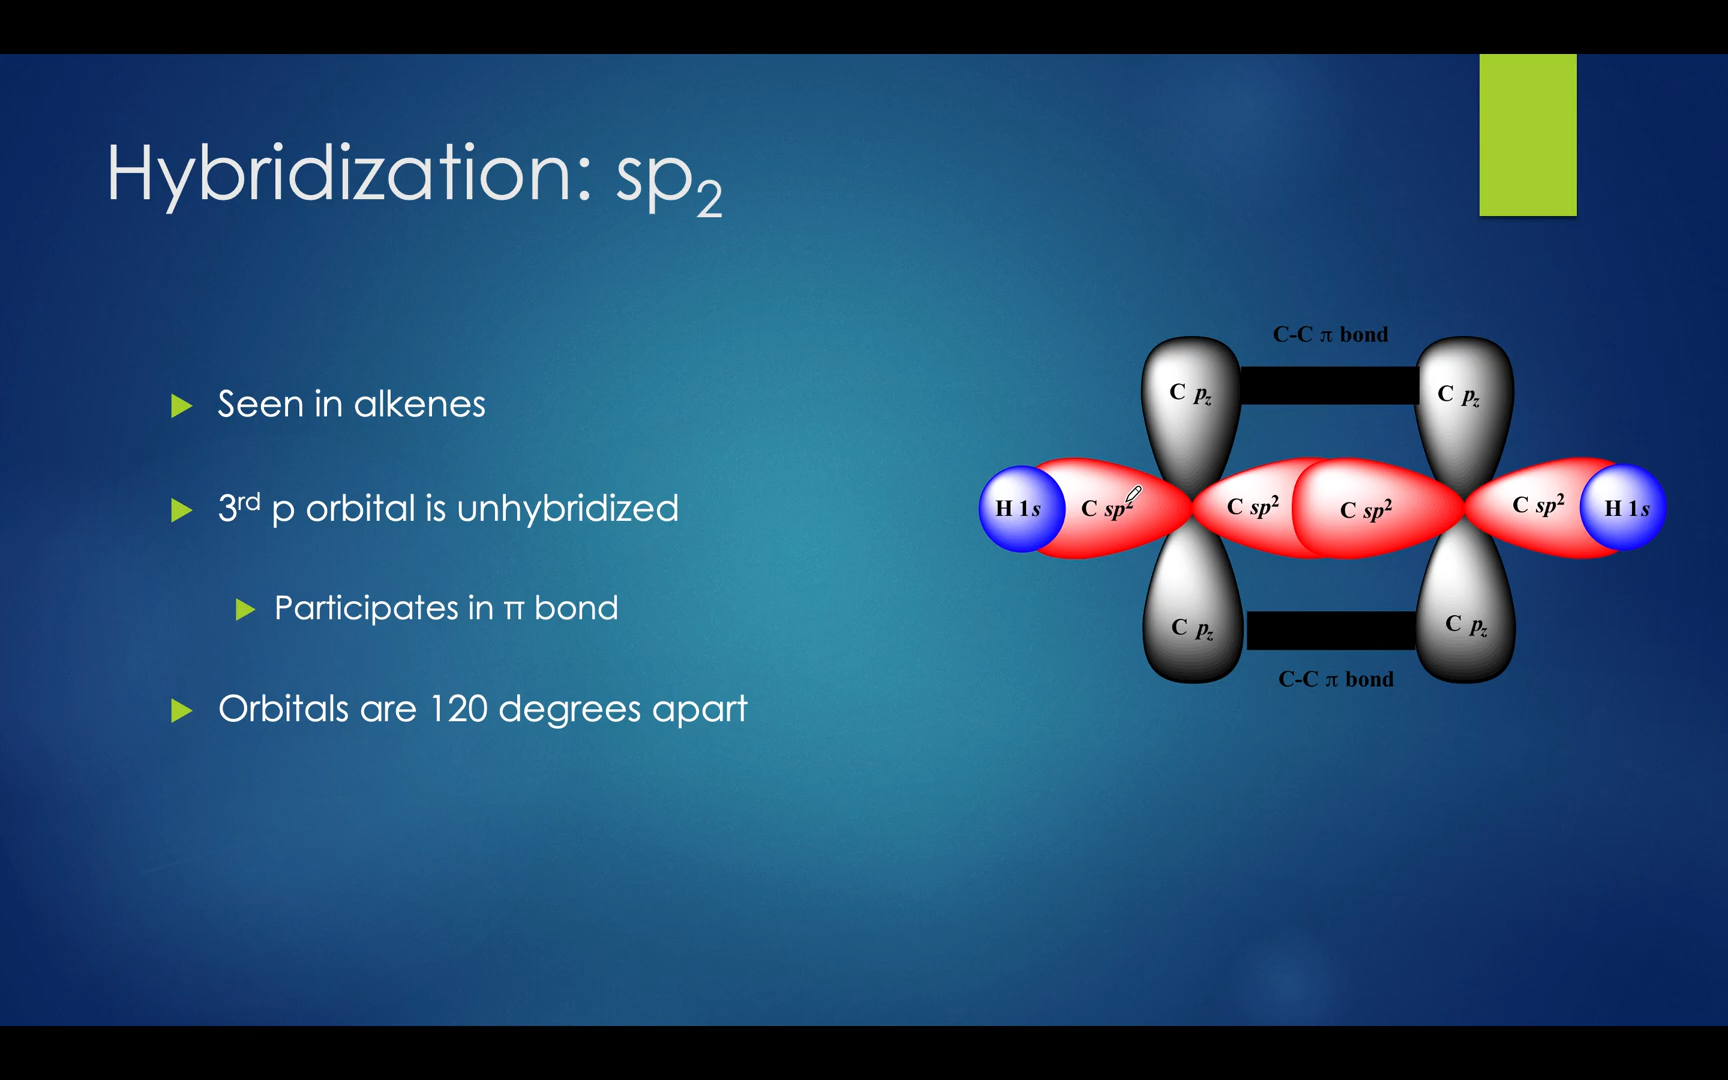 Hybridization: sp₂
Seen in alkenes
3rd p orbital is unhybridized
Participates in π bond
Orbitals are 120 degrees apart
C-C π bond
C pz
C pz
H 1s
C sp²
C sp²
C sp²
C sp²
H 1s
C pz
C pz
C-C π bond